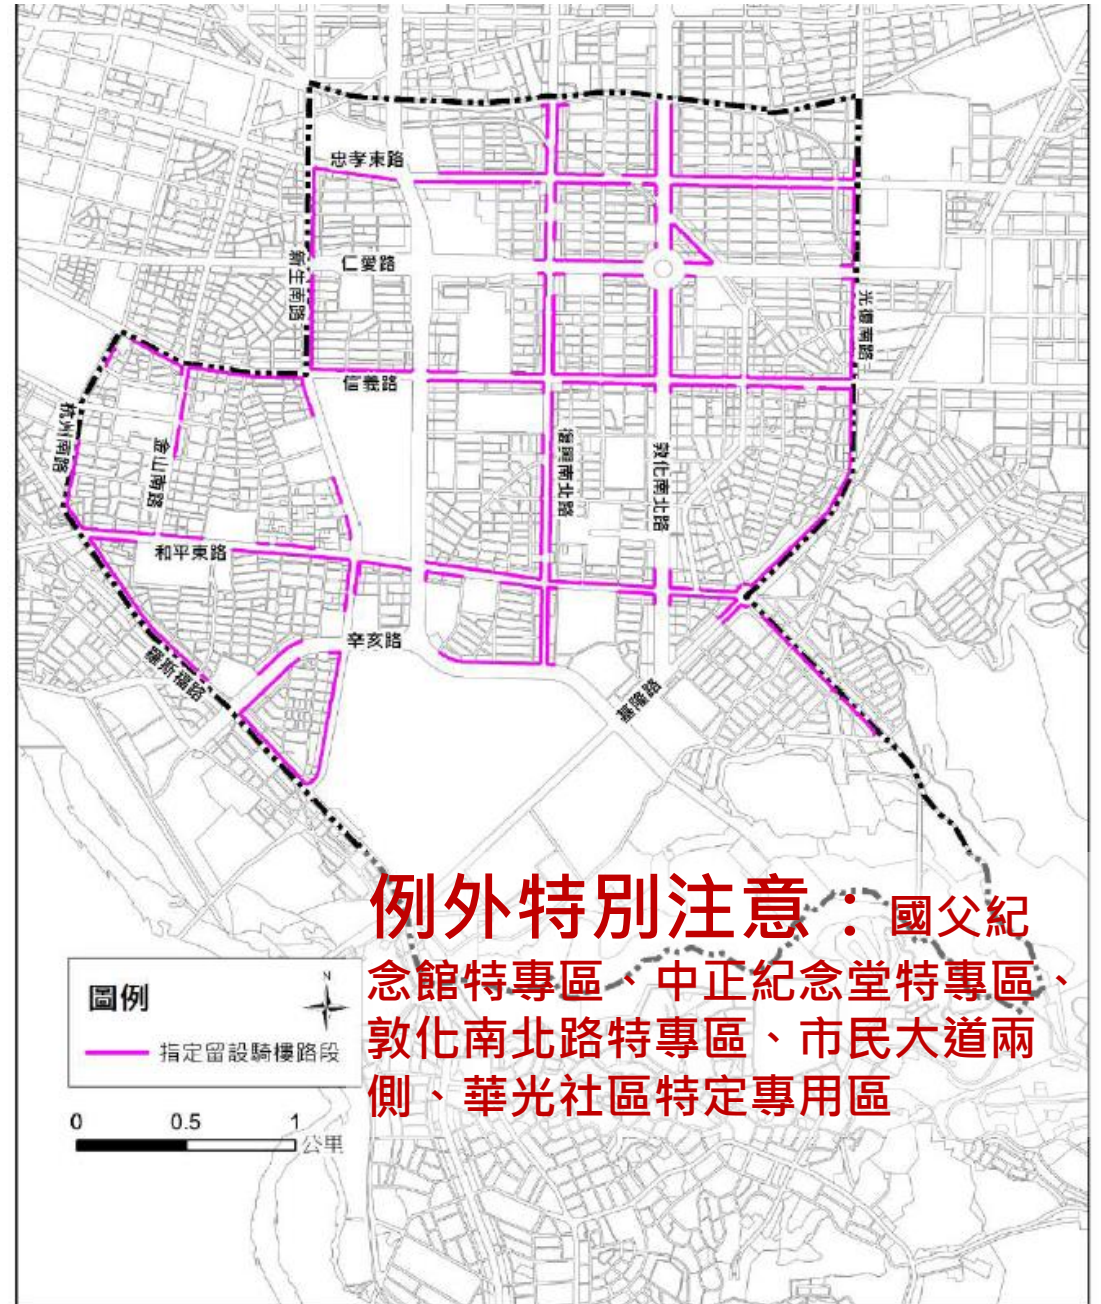 忠孝東路
新生南路
仁愛路
光復南路
信義路
杭州南路
金山南路
復興南北路
敦化南北路
和平東路
辛亥路
羅斯福路
基隆路
例外特別注意：國父紀
念館特專區、中正紀念堂特專區、
敦化南北路特專區、市民大道兩
側、華光社區特定專用區
圖例
N
指定留設騎樓路段
0 0.5 1
公里